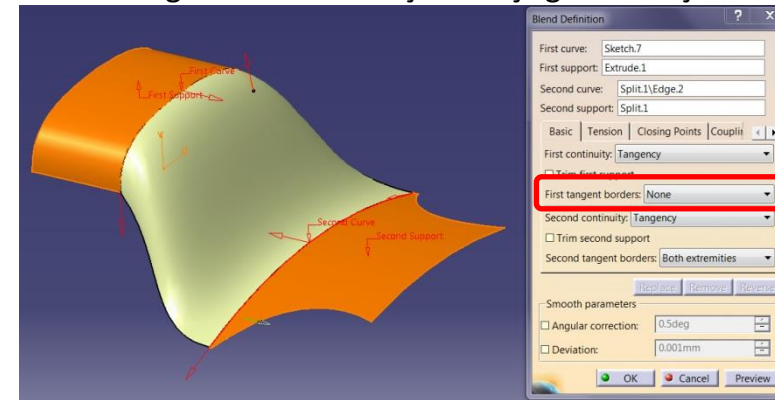 First Curve
First Support
Second Curve
Second Support
Blend Definition
? X
First curve: Sketch.7
First support: Extrude.1
Second curve: Split.1\Edge.2
Second support: Split.1
Basic Tension Closing Points Couplin
First continuity: Tangency
Trim first support
First tangent borders: None
Second continuity: Tangency
Trim second support
Second tangent borders: Both extremities
Replace Remove Reverse
Smooth parameters
Angular correction: 0.5deg
Deviation: 0.001mm
OK Cancel Preview